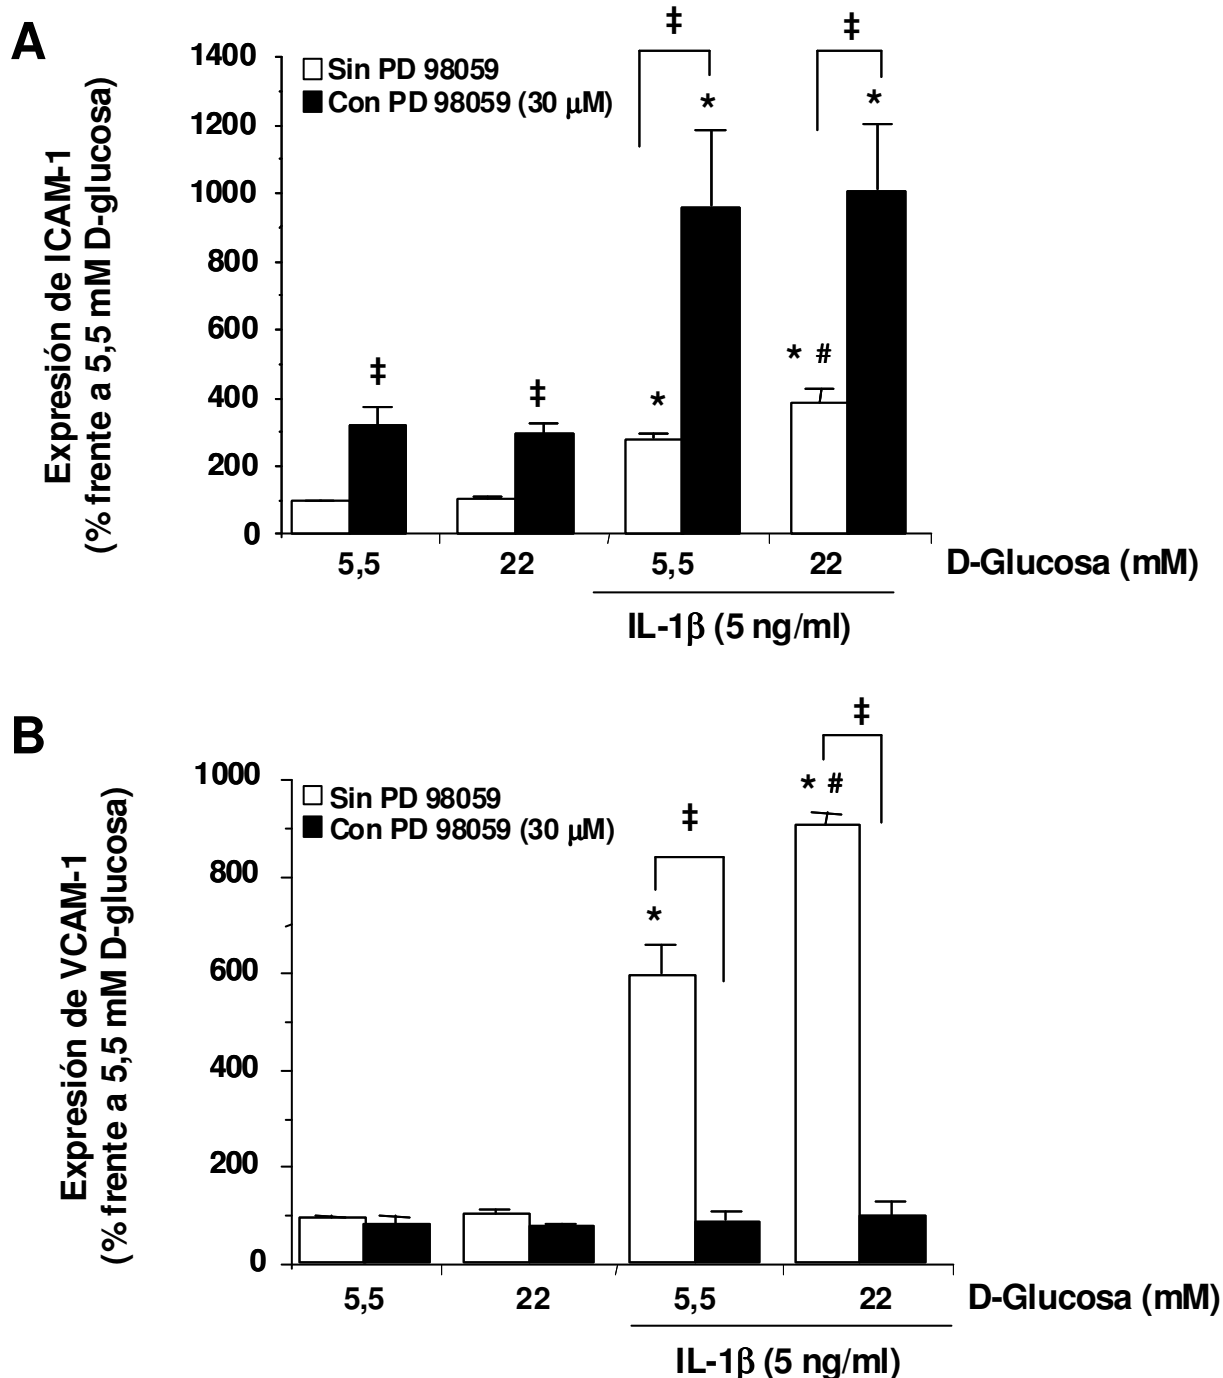 A
‡ ‡
1400
Sin PD 98059
Con PD 98059 (30 μM)
* *
1200
1000
800
600
400
200
0
Expresión de ICAM-1
(% frente a 5,5 mM D-glucosa)
‡ ‡ * * #
5,5 22 5,5 22 D-Glucosa (mM)
IL-1β (5 ng/ml)
B
‡
1000
Sin PD 98059
Con PD 98059 (30 μM)
* #
‡
*
800
600
400
200
0
Expresión de VCAM-1
(% frente a 5,5 mM D-glucosa)
5,5 22 5,5 22 D-Glucosa (mM)
IL-1β (5 ng/ml)